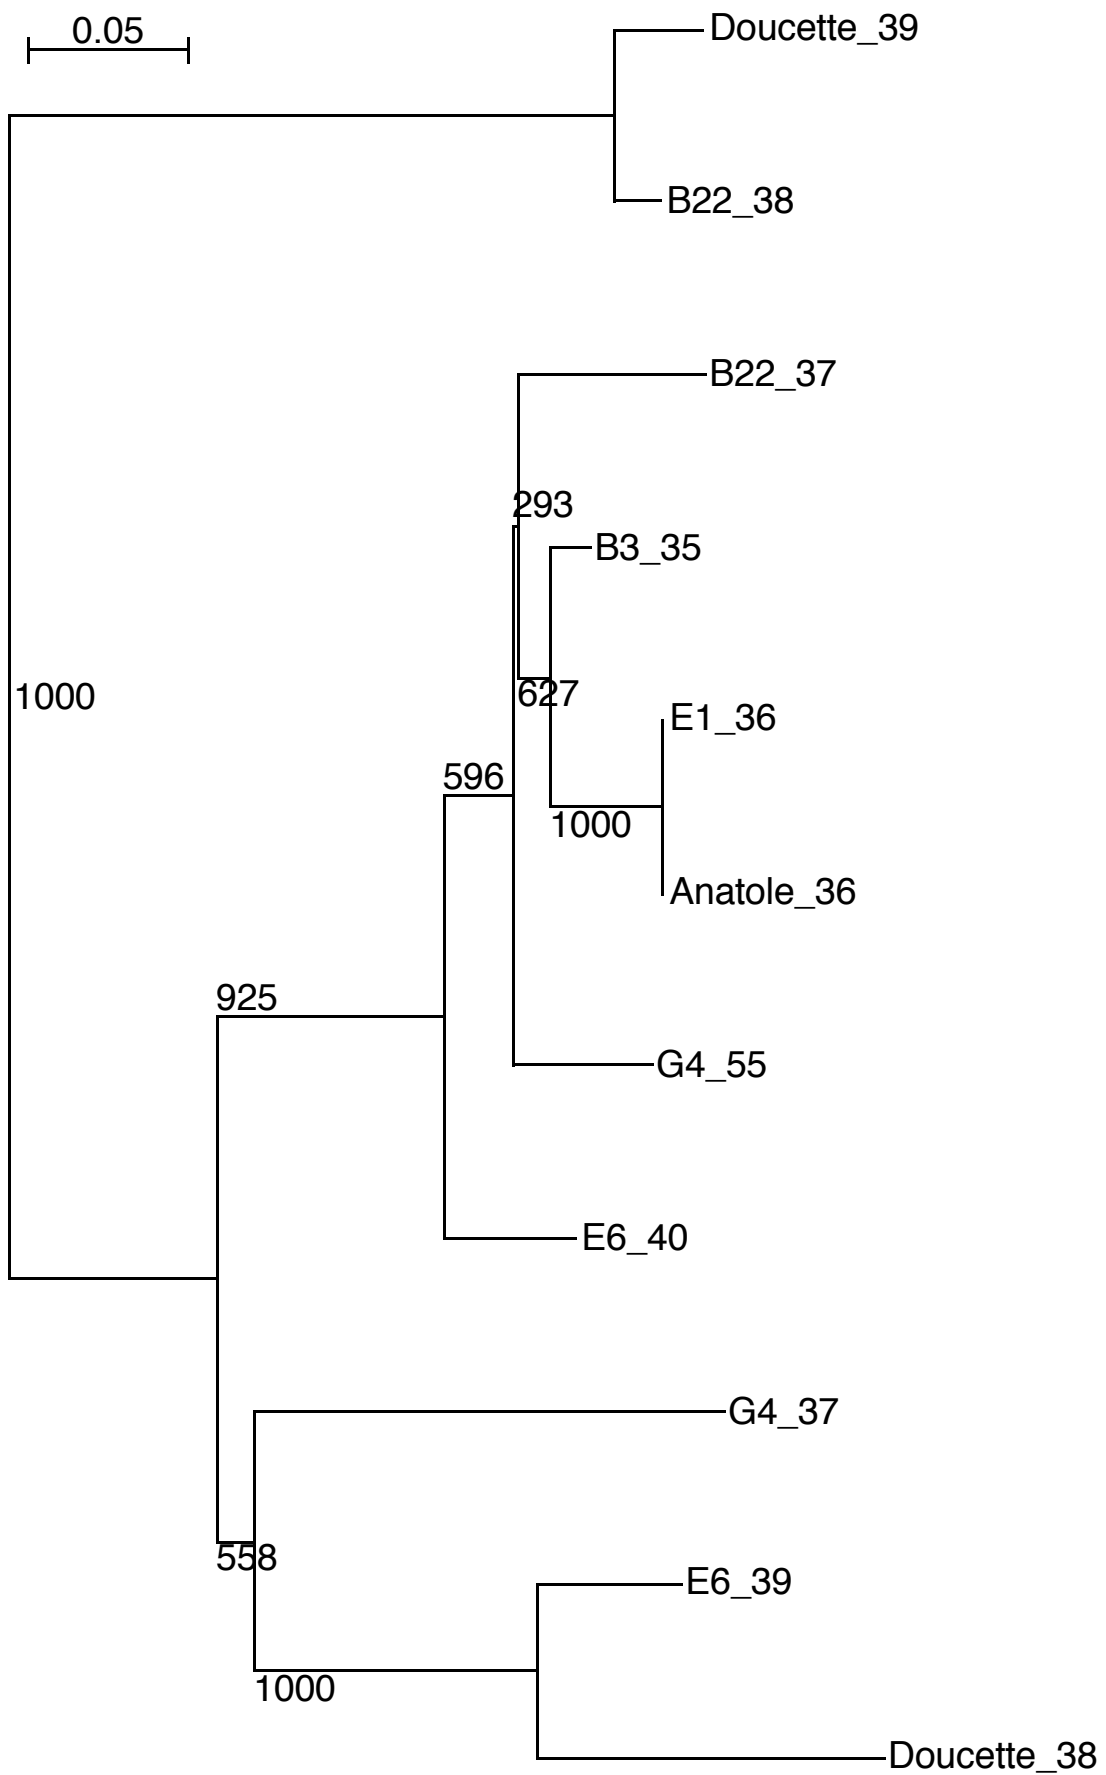 0.05
Doucette_39
B22_38
B22_37
293
B3_35
1000
627
E1_36
596
1000
Anatole_36
925
G4_55
E6_40
G4_37
558
E6_39
1000
Doucette_38